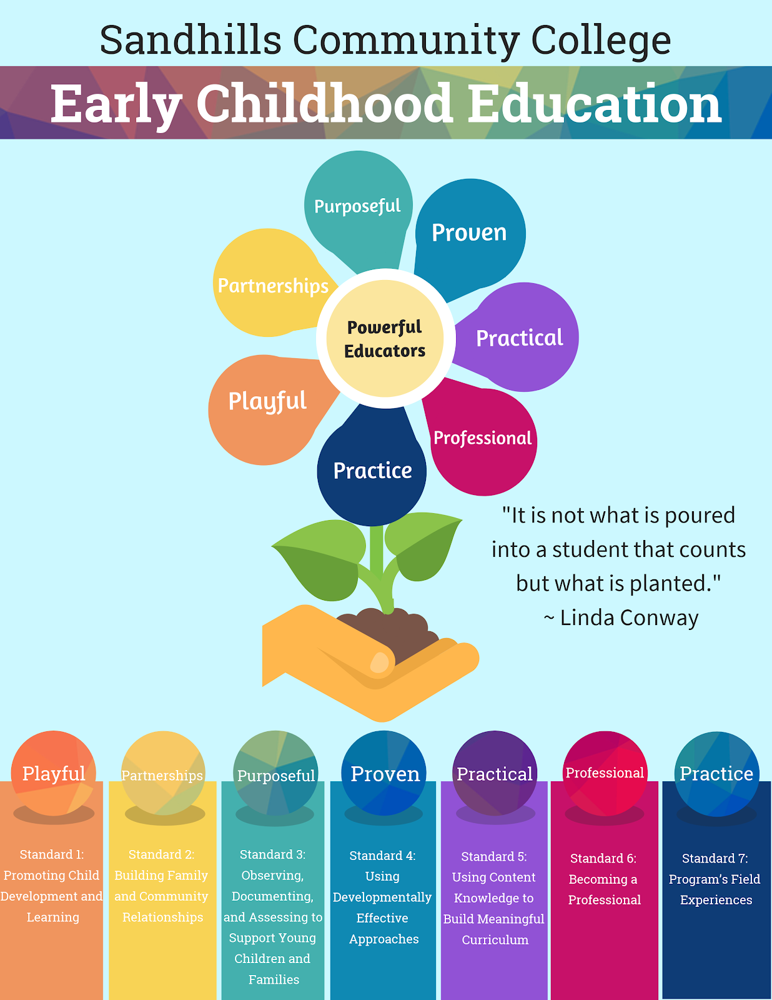 Sandhills Community College
Early Childhood Education
Purposeful
Proven
Partnerships
Practical
Powerful
Educators
Playful
Professional
Practice
"It is not what is poured
into a student that counts
but what is planted."
~ Linda Conway
Playful
Partnerships
Purposeful
Proven
Practical
Professional
Practice
Standard 1:
Promoting Child
Development and
Learning
Standard 2:
Building Family
and Community
Relationships
Standard 3:
Observing,
Documenting,
and Assessing to
Support Young
Children and
Families
Standard 4:
Using
Developmentally
Effective
Approaches
Standard 5:
Using Content
Knowledge to
Build Meaningful
Curriculum
Standard 6:
Becoming a
Professional
Standard 7:
Program’s Field
Experiences